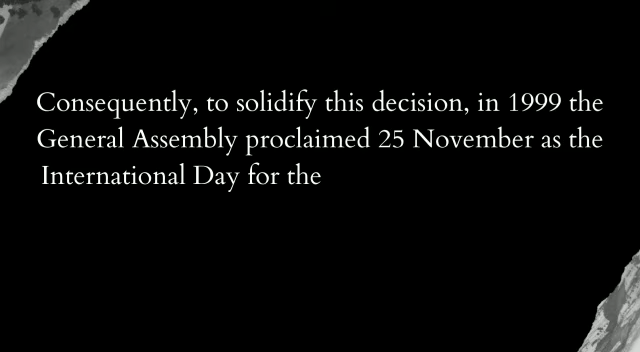 Consequently, to solidify this decision, in 1999 the
General Assembly proclaimed 25 November as the
International Day for the